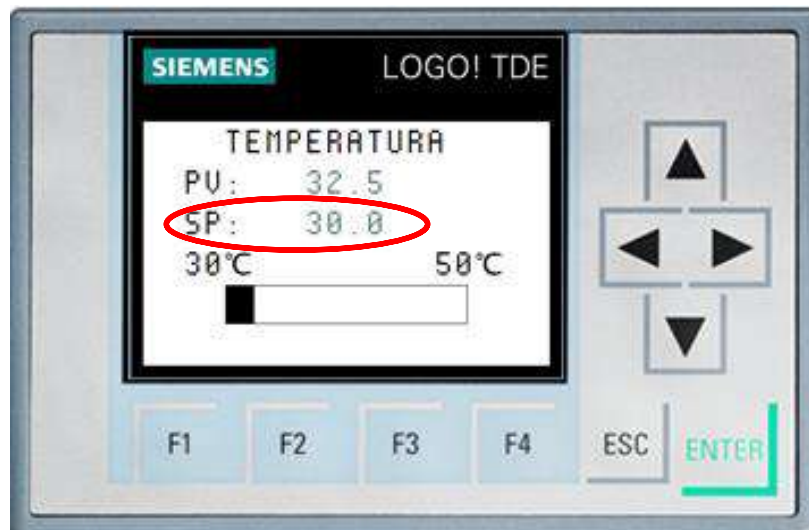 SIEMENS LOGO! TDE
TEMPERATURA
PV: 32.5
SP: 30.0
30℃ 50℃
F1 F2 F3 F4 ESC ENTER